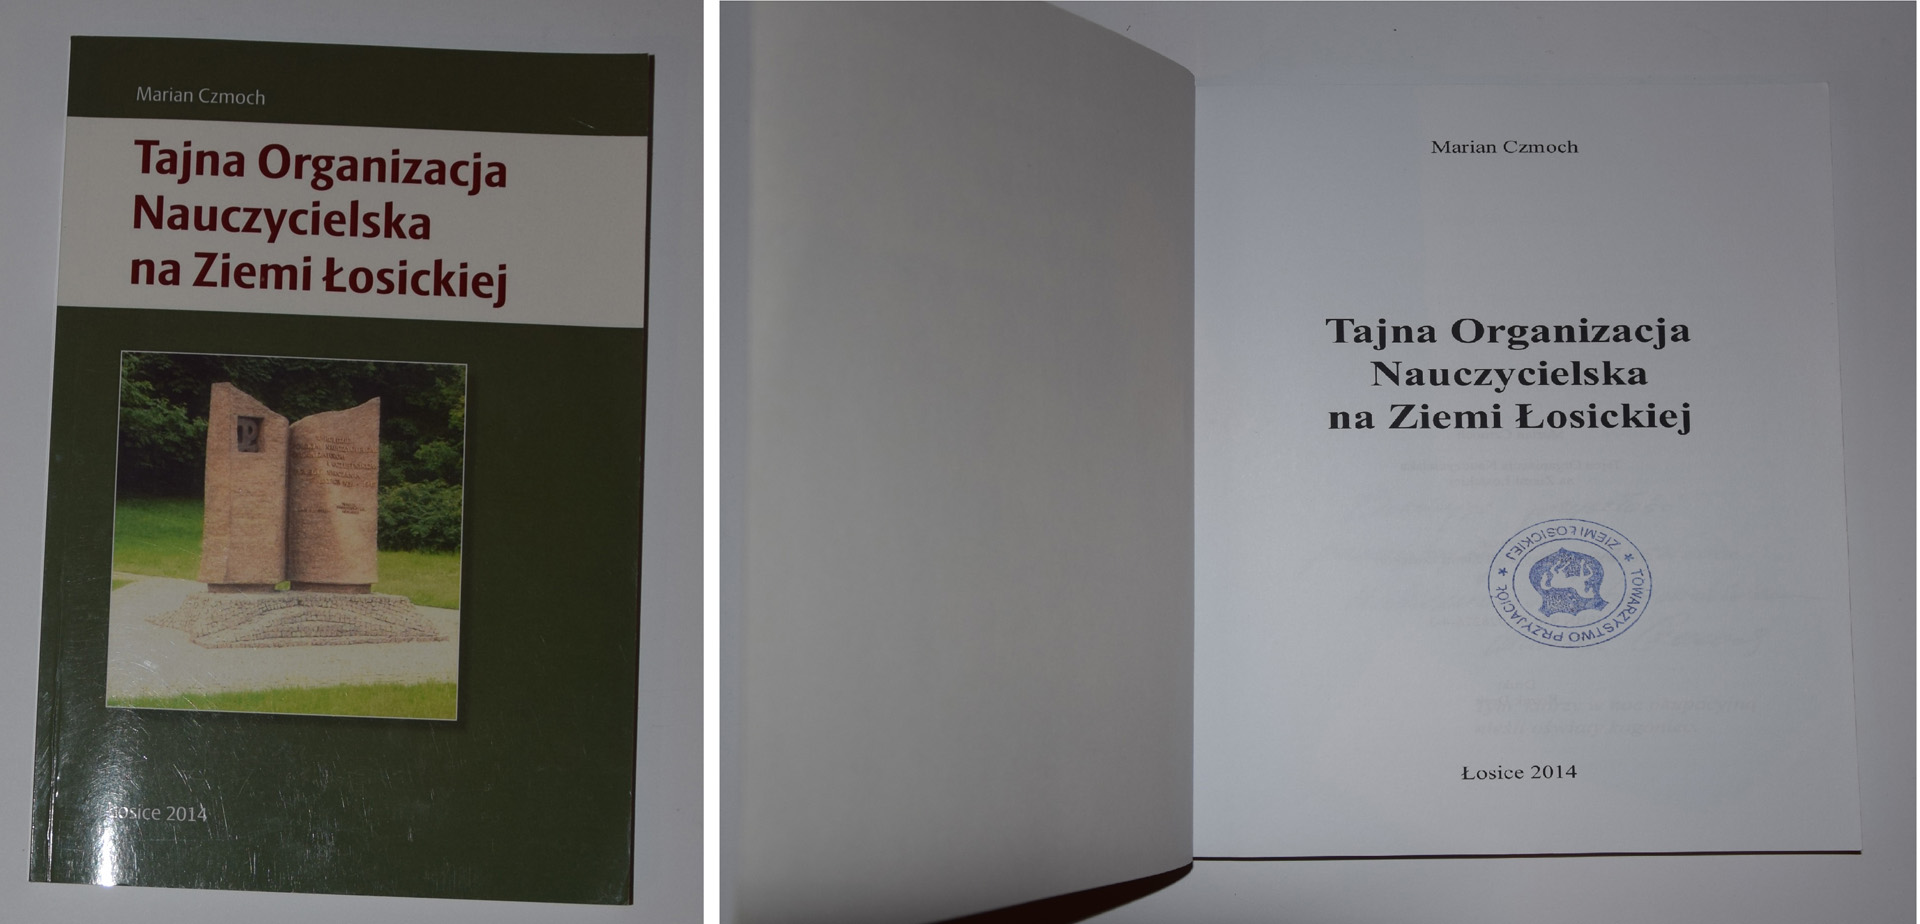 Marian Czmoch
Tajna Organizacja
Nauczycielska
na Ziemi Łosickiej
Łosice 2014
Marian Czmoch
Tajna Organizacja
Nauczycielska
na Ziemi Łosickiej
TOWARZYSTWO PRZYJACIÓŁ
ZIEMI ŁOSICKIEJ
Łosice 2014